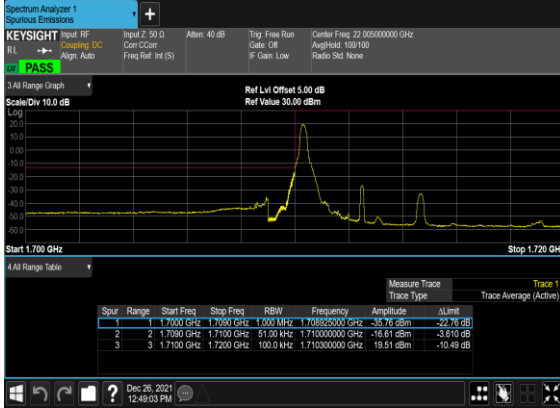 Spectrum Analyzer 1
Spurious Emissions
+
KEYSIGHT Input: RF Input Z: 50 Ω Atten: 40 dB Trig: Free Run Center Freq: 22.005000000 GHz
RL Coupling: DC Corr CCorr Gate: Off Avg|Hold: 100/100
Align: Auto Freq Ref: Int (S) IF Gain: Low Radio Std: None
PASS
3.All Range Graph Ref Lvl Offset 5.00 dB
Scale/Div 10.0 dB Ref Value 30.00 dBm
Log
20.0
10.0
0.00
-10.0
-20.0
-30.0
-40.0
-50.0
-60.0
Start 1.700 GHz Stop 1.720 GH
4.All Range Table
Measure Trace Trace 1
Trace Type Trace Average (Active)
Spur Range Start Freq Stop Freq RBW Frequency Amplitude ΔLimit
1 1 1.7000 GHz 1.7090 GHz 1.000 MHz 1.708925000 GHz -35.76 dBm -22.76 dB
2 2 1.7090 GHz 1.7100 GHz 51.00 kHz 1.710000000 GHz -16.61 dBm -3.610 dB
3 3 1.7100 GHz 1.7200 GHz 100.0 kHz 1.710300000 GHz 19.51 dBm -10.49 dB
? Dec 26, 2021
12:49:03 PM